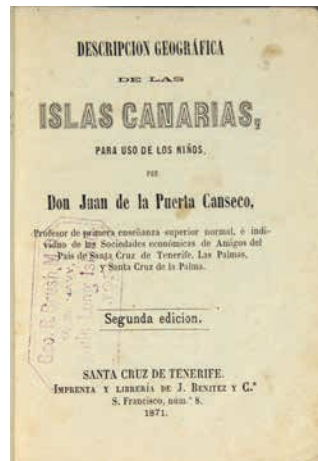 DESCRIPCION GEOGRÁFICA
DE LAS
ISLAS CANARIAS,
PARA USO DE LOS NIÑOS,
POR
Don Juan de la Puerta Canseco,
Profesor de primera enseñanza superior normal, é indi-
viduo de las Sociedades económicas de Amigos del
Pais de Santa Cruz de Tenerife, Las Palmas,
y Santa Cruz de la Palma.
Segunda edicion.
SANTA CRUZ DE TENERIFE.
IMPRENTA Y LIBRERÍA DE J. BENITEZ Y C.ª
S. Francisco, núm.° 8.
1871.